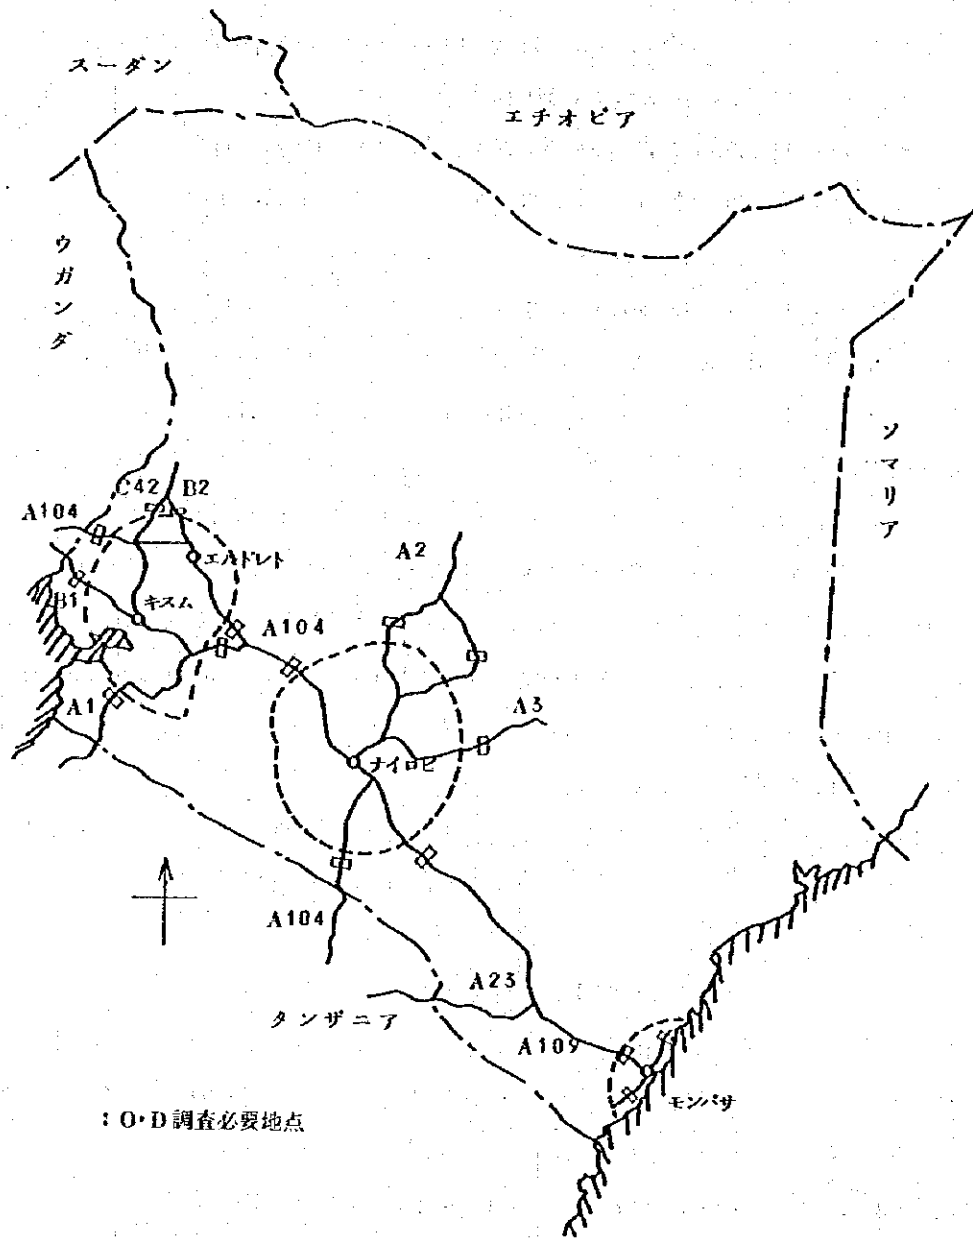 スーダン
エチオピア
ウガンダ
ソマリア
C42
B2
A104
エルドレト
A2
B1
キスム
A104
A1
A3
ナイロビ
A104
A23
タンザニア
A109
モンバサ
：O・D調査必要地点